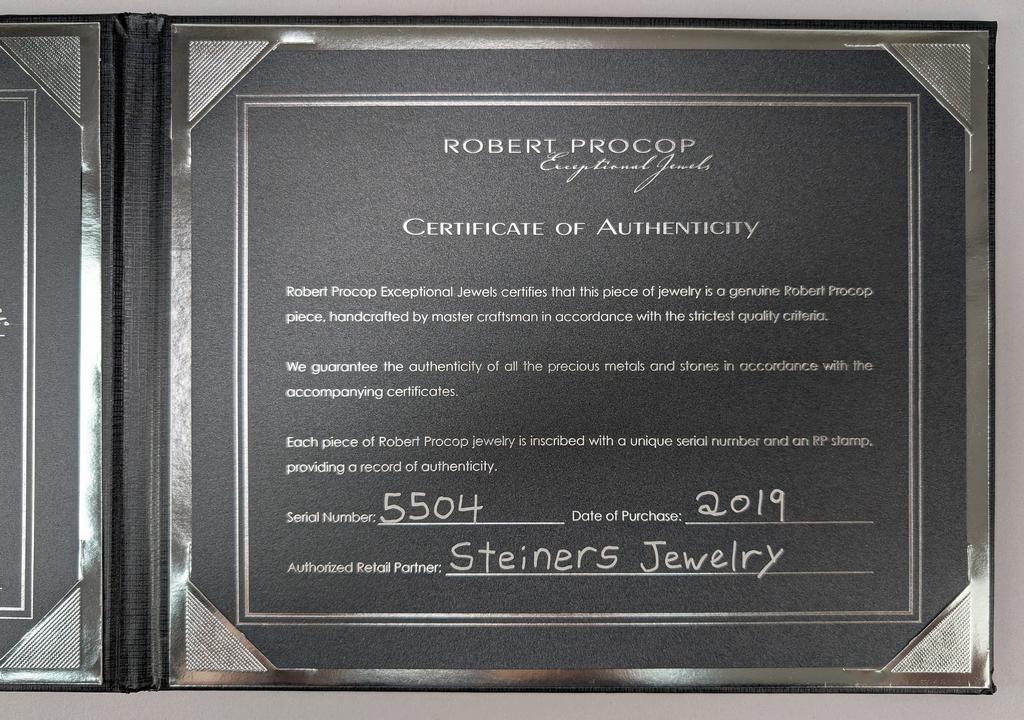 ROBERT PROCOP
Exceptional Jewels
CERTIFICATE OF AUTHENTICITY
Robert Procop Exceptional Jewels certifies that this piece of jewelry is a genuine Robert Procop
piece, handcrafted by master craftsman in accordance with the strictest quality criteria.
We guarantee the authenticity of all the precious metals and stones in accordance with the
accompanying certificates.
Each piece of Robert Procop jewelry is inscribed with a unique serial number and an RP stamp,
providing a record of authenticity.
Serial Number: 5504 Date of Purchase: 2019
Authorized Retail Partner: Steiners Jewelry